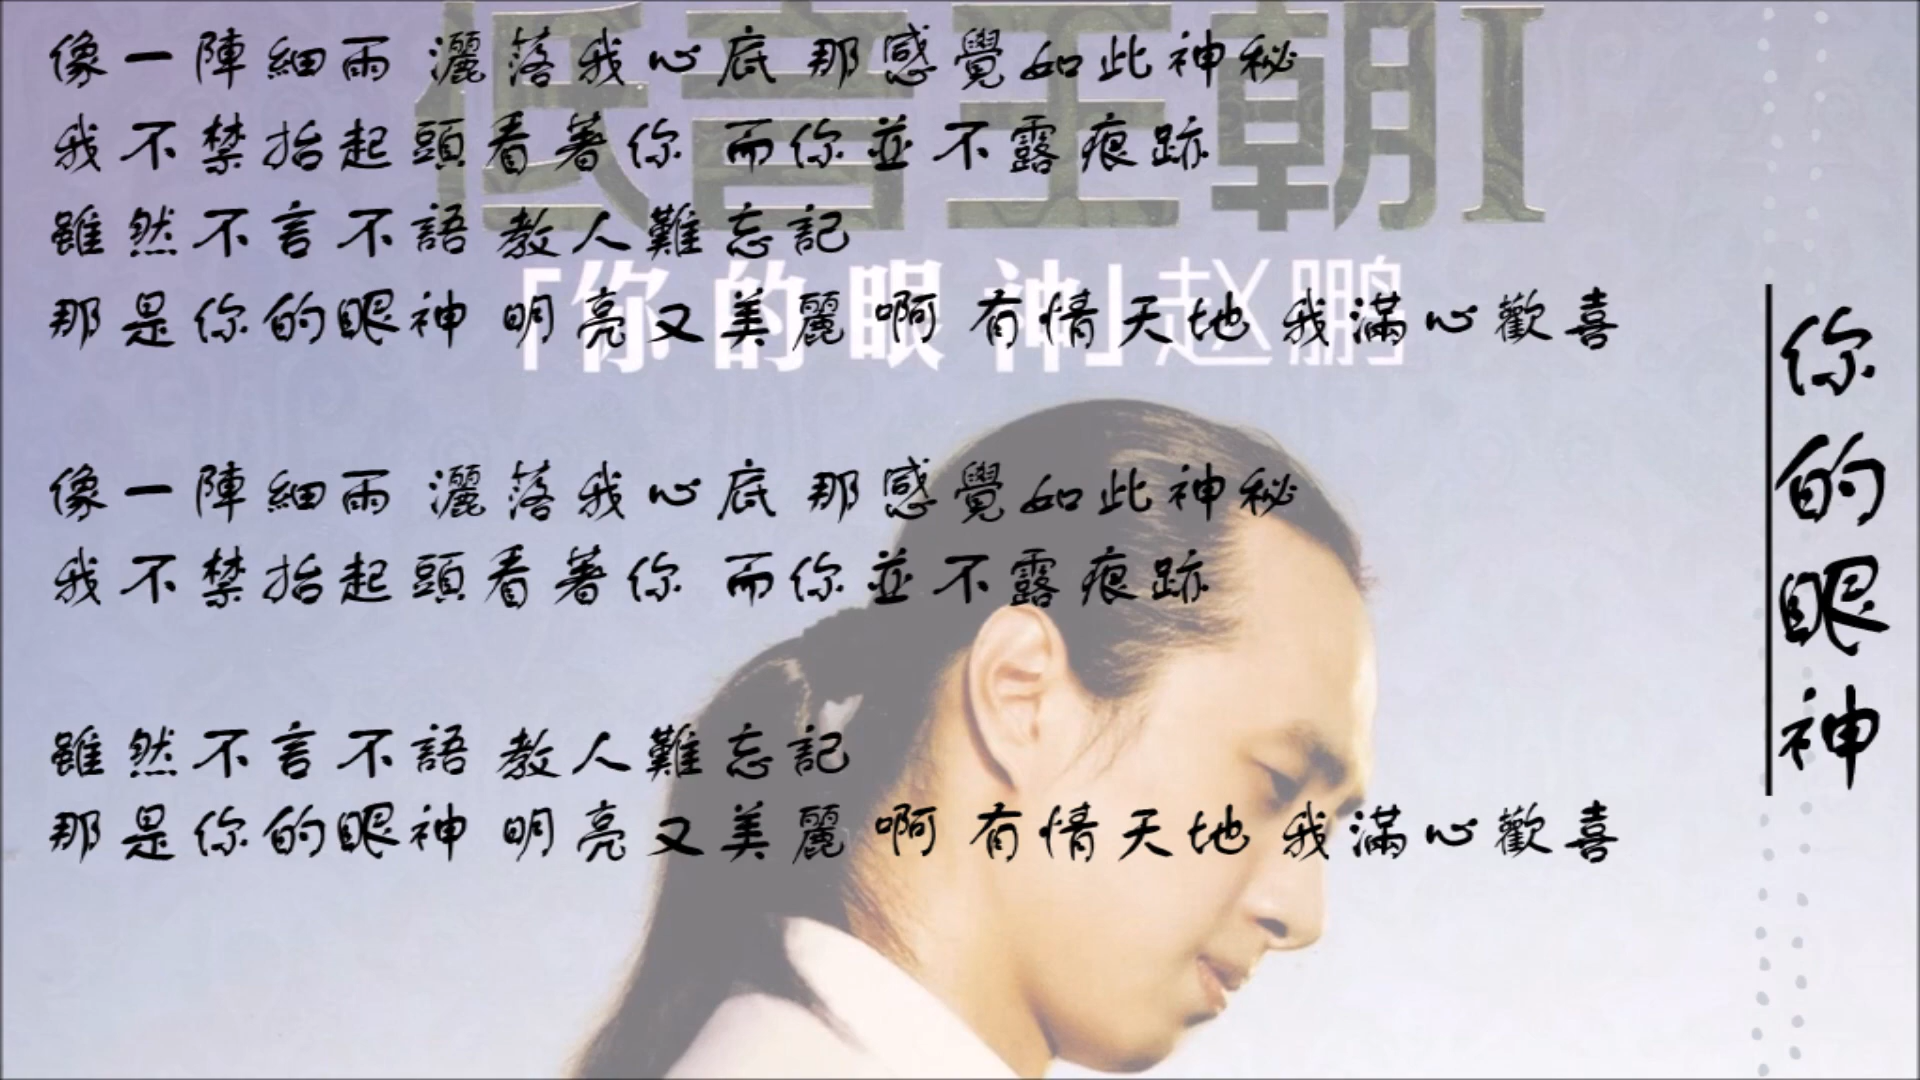 低音王朝I
「你的眼神」赵鹏
像一陣細雨 灑落我心底 那感覺如此神秘
我不禁抬起頭看著你 而你並不露痕跡
雖然不言不語 教人難忘記
那是你的眼神 明亮又美麗 啊 有情天地 我滿心歡喜
像一陣細雨 灑落我心底 那感覺如此神秘
我不禁抬起頭看著你 而你並不露痕跡
雖然不言不語 教人難忘記
那是你的眼神 明亮又美麗 啊 有情天地 我滿心歡喜
你的眼神